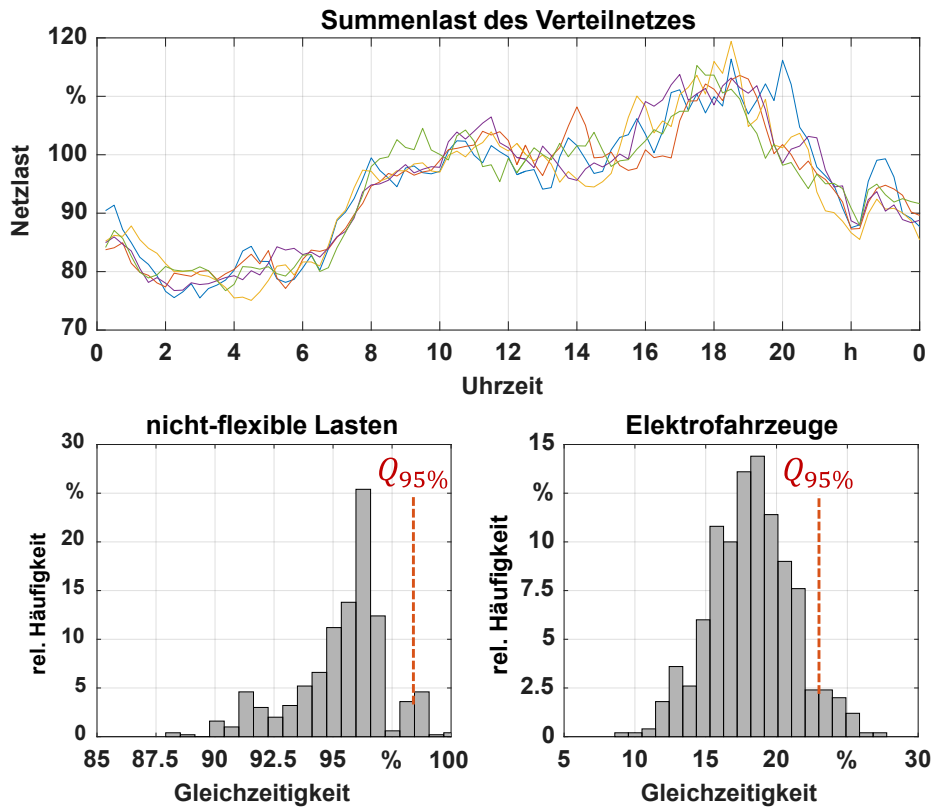 Summenlast des Verteilnetzes
120
%
100
90
80
70
Netzlast
0 2 4 6 8 10 12 14 16 18 20 h 0
Uhrzeit
nicht-flexible Lasten
30
%
20
15
10
5
0
rel. Häufigkeit
Q95%
85 87.5 90 92.5 95 % 100
Gleichzeitigkeit
Elektrofahrzeuge
15
%
10
7.5
5
2.5
0
rel. Häufigkeit
Q95%
5 10 15 20 % 30
Gleichzeitigkeit